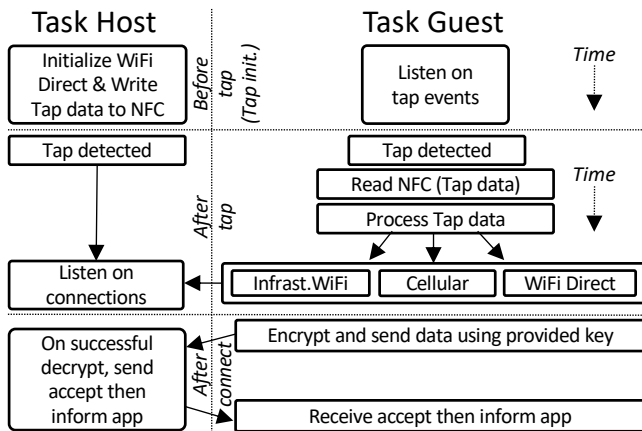 Task Host
Task Guest
Initialize WiFi
Direct & Write
Tap data to NFC
Before
tap
(Tap init.)
Listen on
tap events
Time
Tap detected
Tap detected
Read NFC (Tap data)
Process Tap data
Time
After
tap
Listen on
connections
Infrast.WiFi
Cellular
WiFi Direct
On successful
decrypt, send
accept then
inform app
After
connect
Encrypt and send data using provided key
Receive accept then inform app